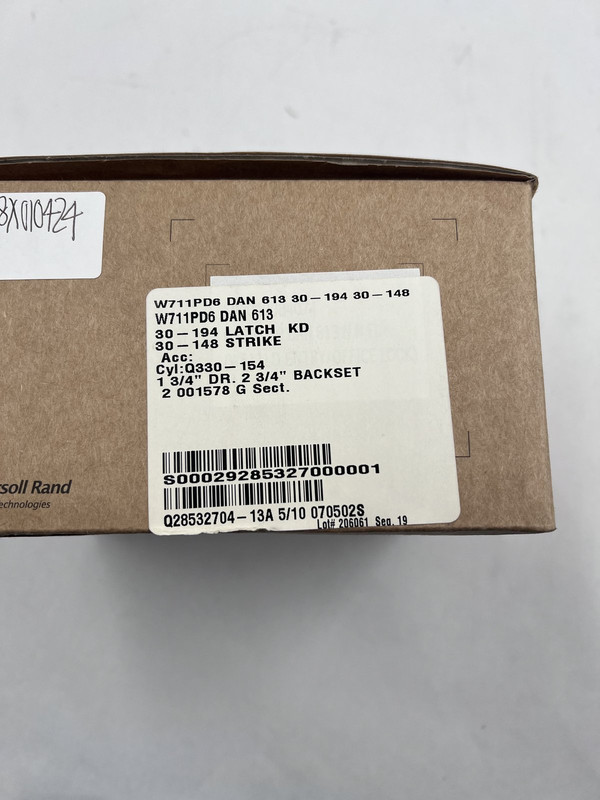 8X010424
W711PD6 DAN 613 30-194 30-148
W711PD6 DAN 613
30-194 LATCH KD
30-148 STRIKE
Acc:
Cyl:Q330-154
1 3/4" DR. 2 3/4" BACKSET
2 001578 G Sect.
S000292853270000001
Q28532704-13A 5/10 070502S
Lot# 206061 Seq. 19
rsoll Rand
echnologies